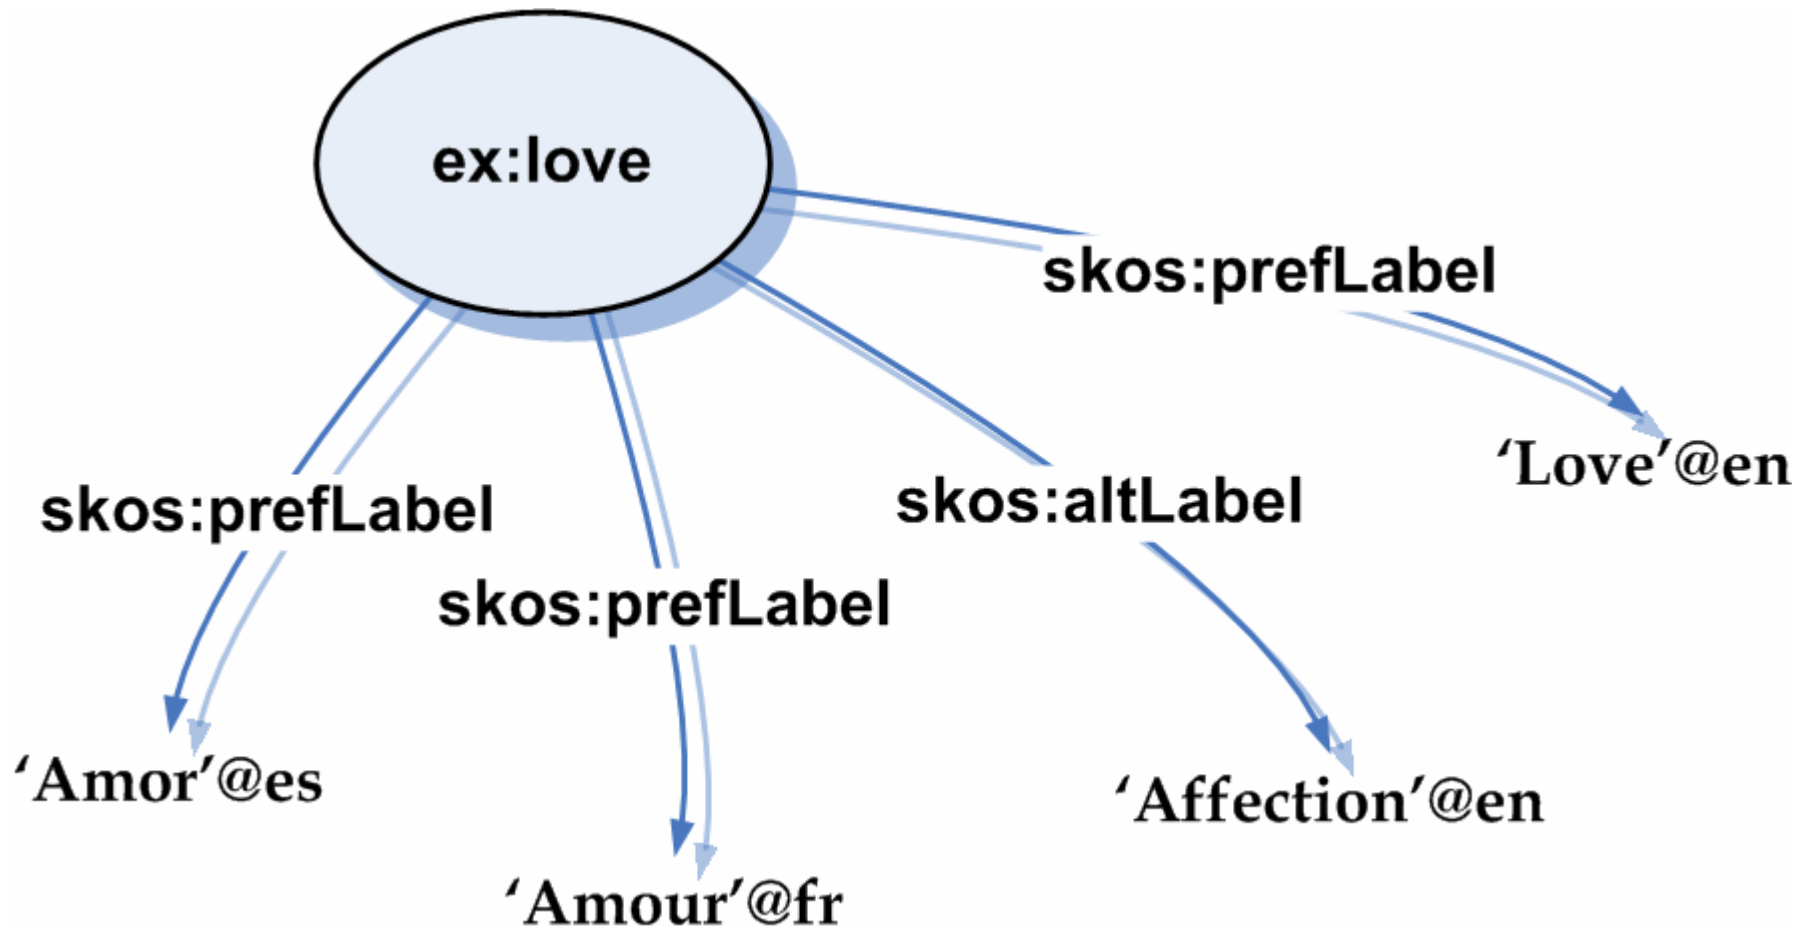 ex:love
skos:prefLabel
‘Love’@en
skos:prefLabel
skos:altLabel
skos:prefLabel
‘Amor’@es
‘Affection’@en
‘Amour’@fr